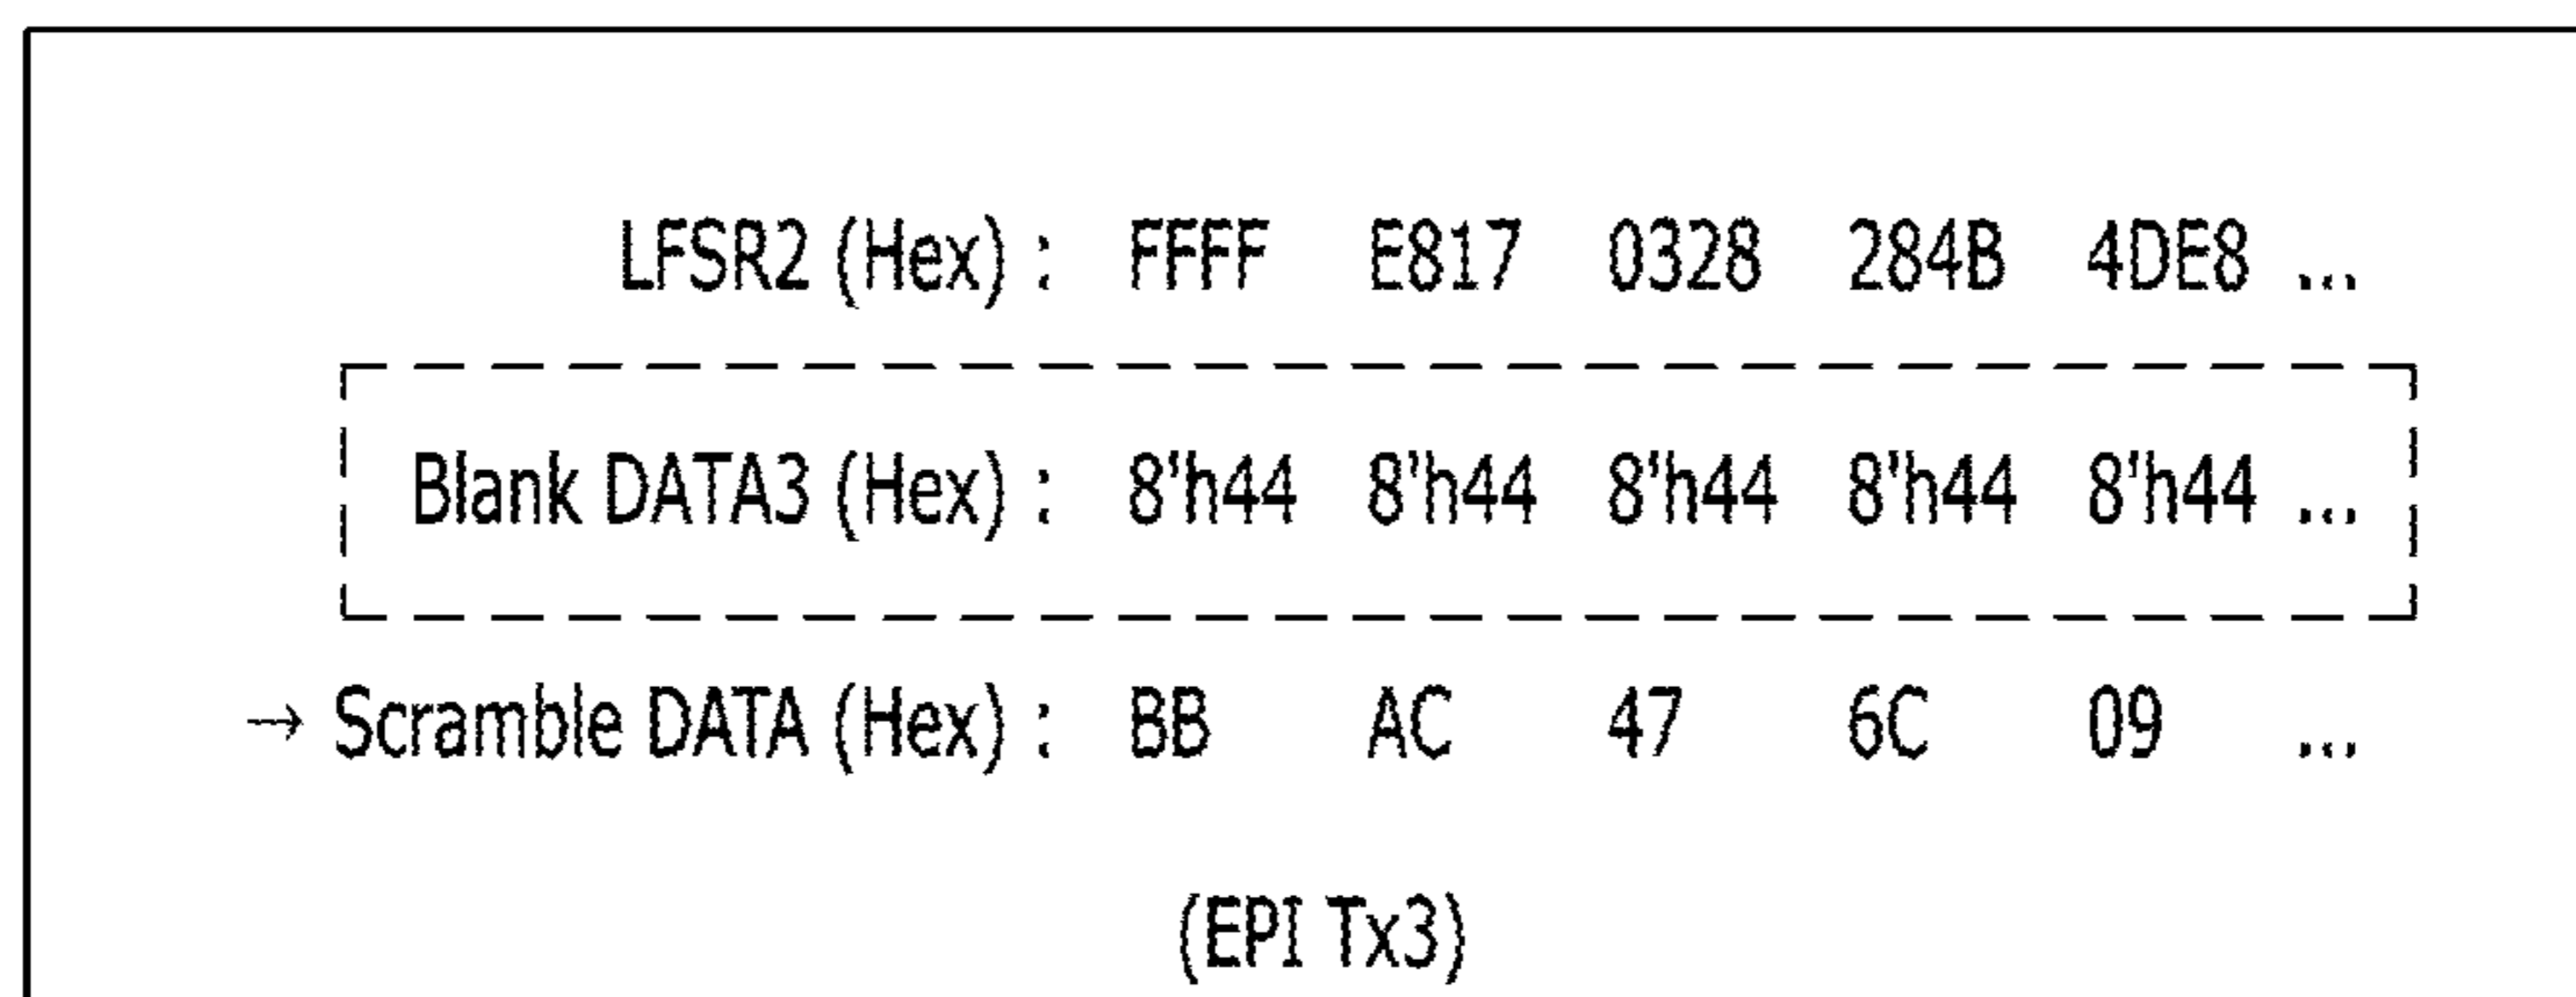 LFSR2 (Hex) : FFFF E817 0328 284B 4DE8 ...
Blank DATA3 (Hex) : 8'h44 8'h44 8'h44 8'h44 8'h44 ...
→ Scramble DATA (Hex) : BB AC 47 6C 09 ...
(EPI Tx3)